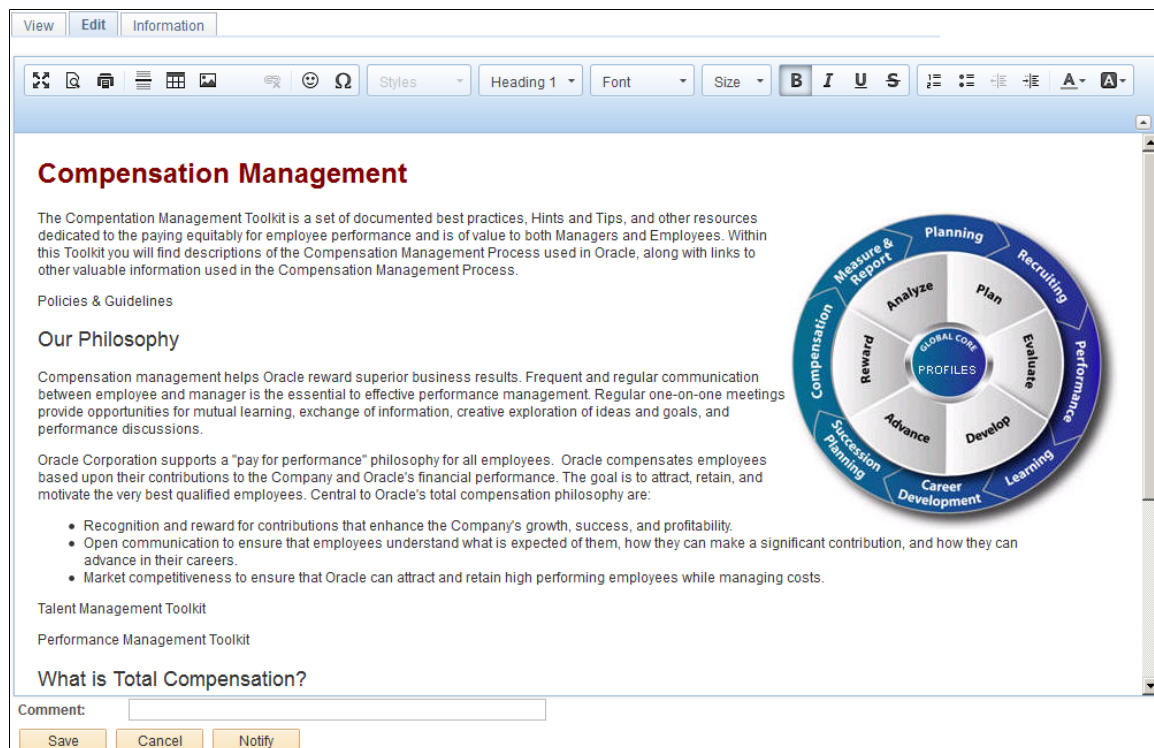 View Edit Information
Styles Heading 1 Font Size B I U S A A
Compensation Management
The Compentation Management Toolkit is a set of documented best practices, Hints and Tips, and other resources
dedicated to the paying equitably for employee performance and is of value to both Managers and Employees. Within
this Toolkit you will find descriptions of the Compensation Management Process used in Oracle, along with links to
other valuable information used in the Compensation Management Process.
Policies & Guidelines
Our Philosophy
Compensation management helps Oracle reward superior business results. Frequent and regular communication
between employee and manager is the essential to effective performance management. Regular one-on-one meetings
provide opportunities for mutual learning, exchange of information, creative exploration of ideas and goals, and
performance discussions.
Oracle Corporation supports a "pay for performance" philosophy for all employees. Oracle compensates employees
based upon their contributions to the Company and Oracle's financial performance. The goal is to attract, retain, and
motivate the very best qualified employees. Central to Oracle's total compensation philosophy are:
Planning
Recruiting
Performance
Learning
Career
Development
Succession
Planning
Compensation
Measure &
Report
Plan
Evaluate
Develop
Advance
Reward
Analyze
GLOBAL CORE
PROFILES
• Recognition and reward for contributions that enhance the Company's growth, success, and profitability.
• Open communication to ensure that employees understand what is expected of them, how they can make a significant contribution, and how they can
advance in their careers.
• Market competitiveness to ensure that Oracle can attract and retain high performing employees while managing costs.
Talent Management Toolkit
Performance Management Toolkit
What is Total Compensation?
Comment:
Save Cancel Notify